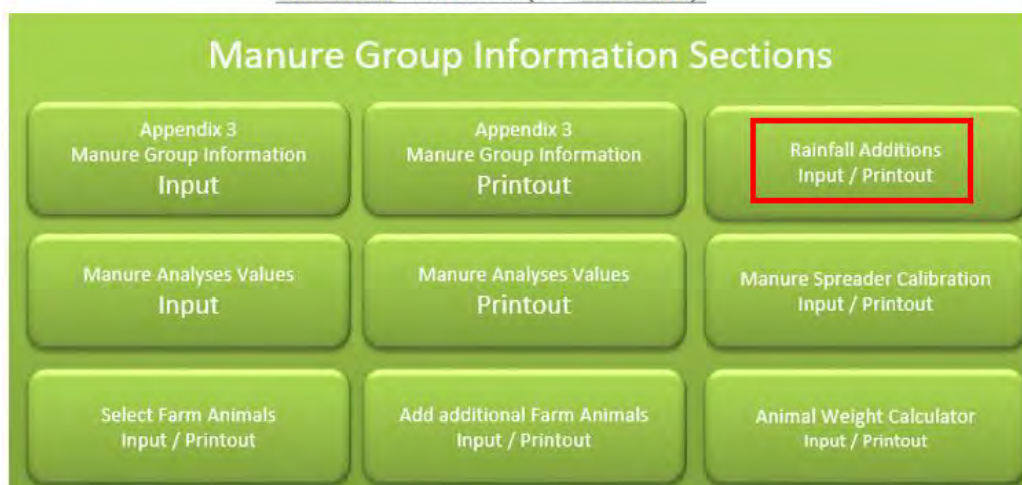 Manure Group Information Sections
Appendix 3
Manure Group Information
Input
Appendix 3
Manure Group Information
Printout
Rainfall Additions
Input / Printout
Manure Analyses Values
Input
Manure Analyses Values
Printout
Manure Spreader Calibration
Input / Printout
Select Farm Animals
Input / Printout
Add additional Farm Animals
Input / Printout
Animal Weight Calculator
Input / Printout